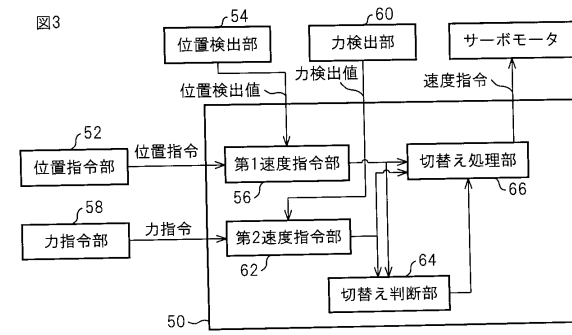 図3
54
位置検出部
60
力検出部
サーボモータ
位置検出値
力検出値
速度指令
52
位置指令部
位置指令
第1速度指令部
56
切替え処理部
66
58
力指令部
力指令
第2速度指令部
62
64
切替え判断部
50